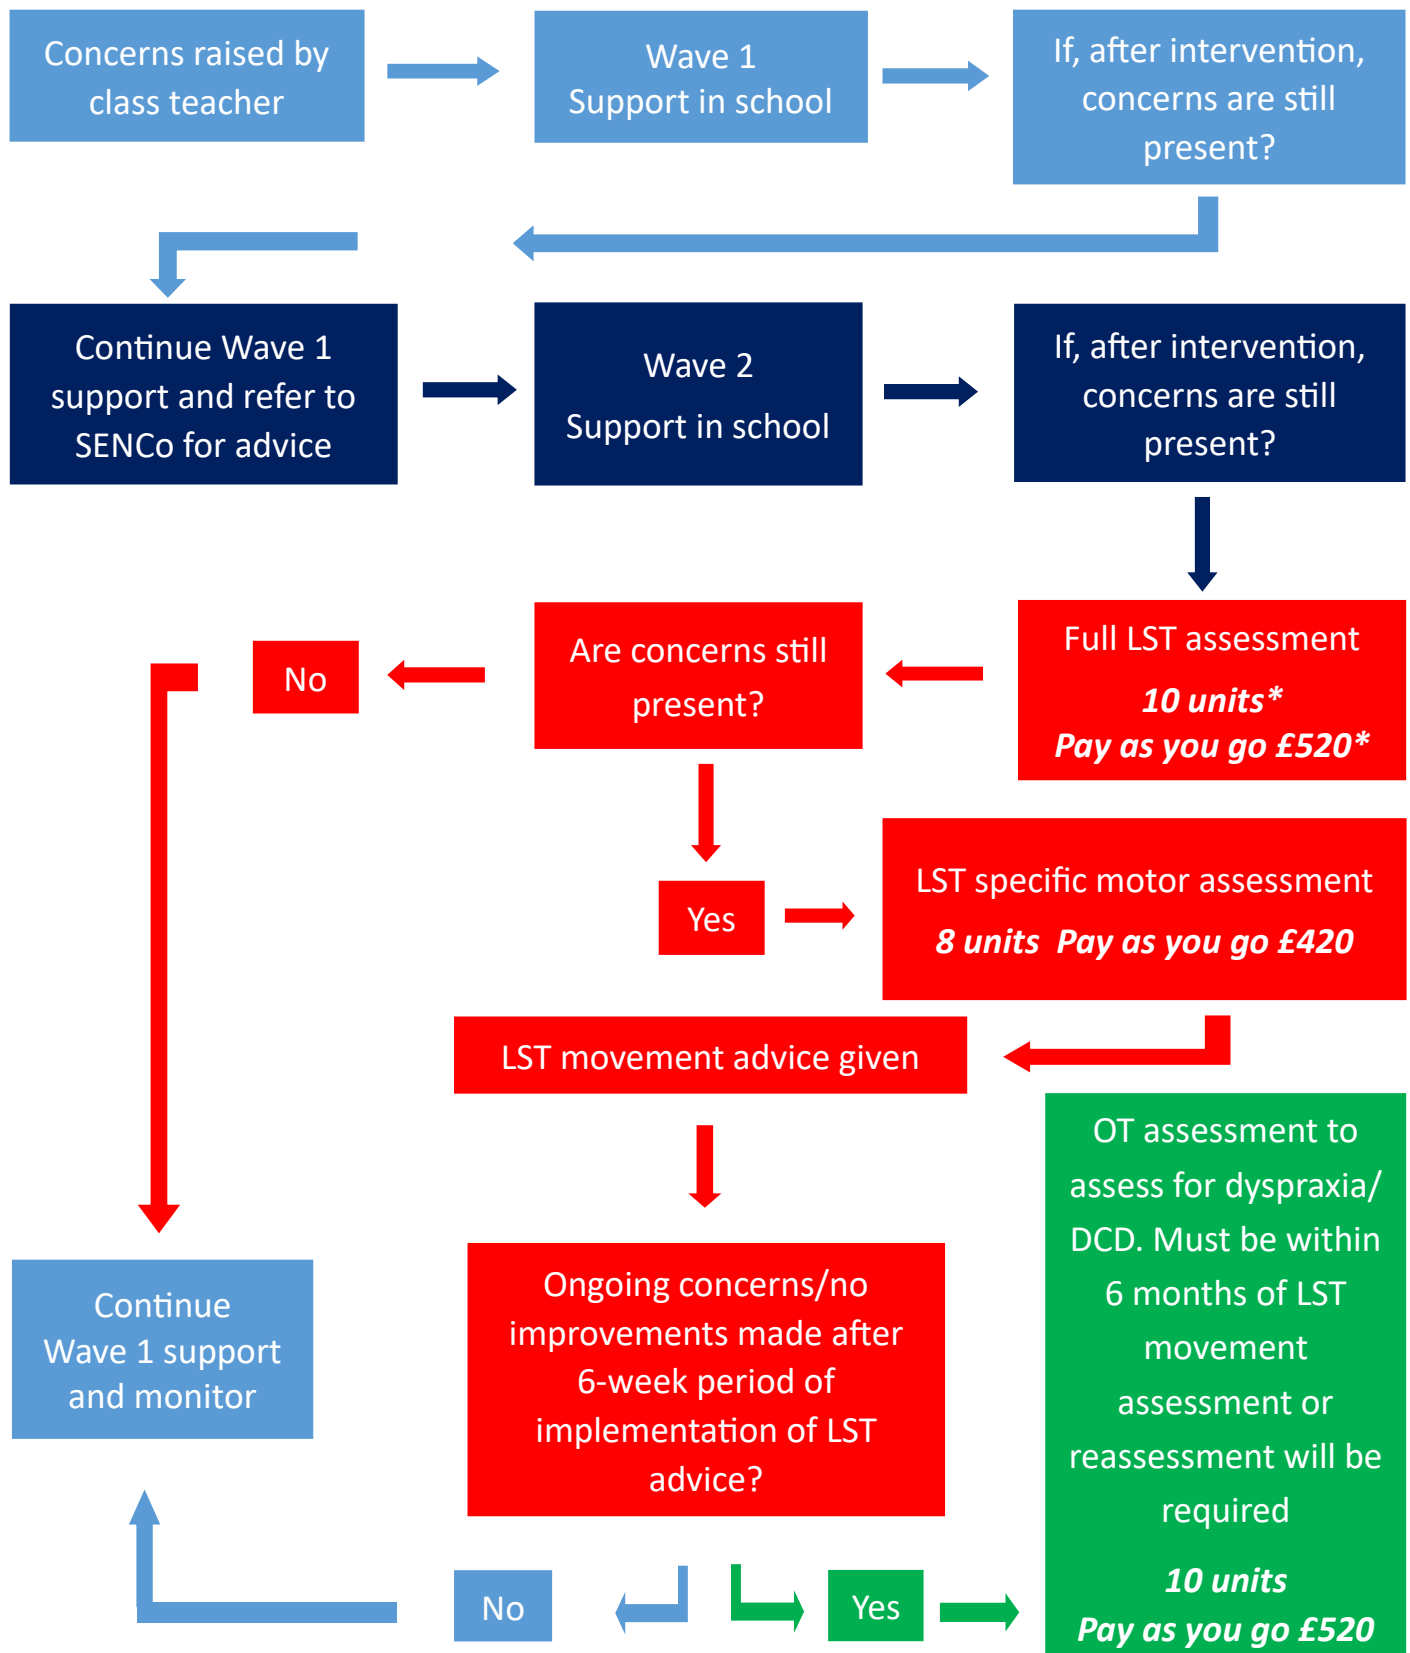 Concerns raised by
class teacher
Wave 1
Support in school
If, after intervention,
concerns are still
present?
Continue Wave 1
support and refer to
SENCo for advice
Wave 2
Support in school
If, after intervention,
concerns are still
present?
Full LST assessment
10 units*
Pay as you go £520*
Are concerns still
present?
No
Yes
LST specific motor assessment
8 units  Pay as you go £420
LST movement advice given
Ongoing concerns/no
improvements made after
6-week period of
implementation of LST
advice?
Continue
Wave 1 support
and monitor
No
Yes
OT assessment to
assess for dyspraxia/
DCD. Must be within
6 months of LST
movement
assessment or
reassessment will be
required
10 units
Pay as you go £520